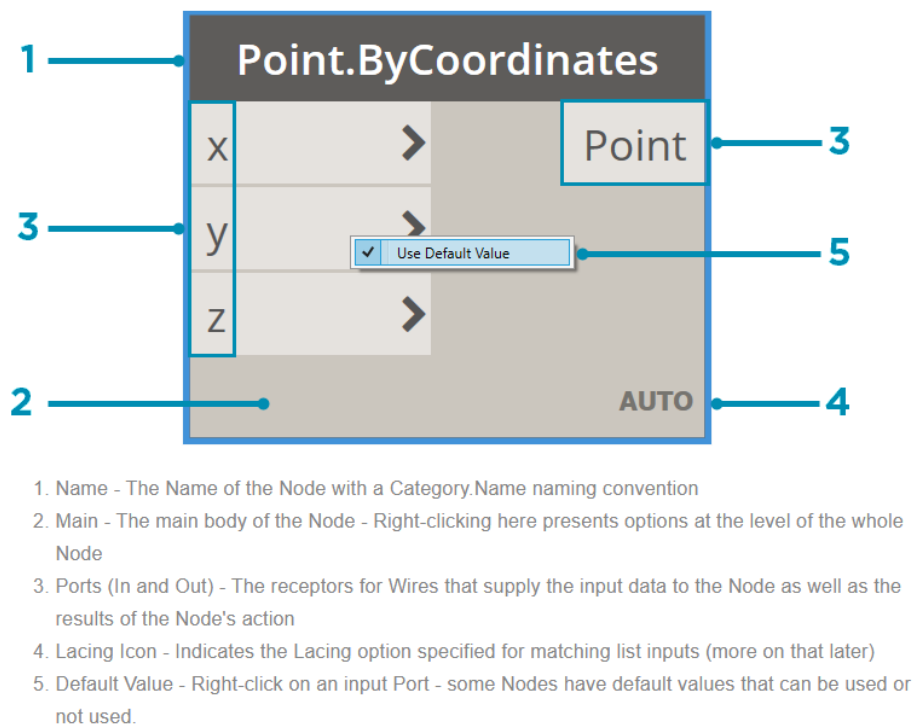 1
Point.ByCoordinates
x
Point
3
3
y
Use Default Value
5
z
2
AUTO
4
1. Name - The Name of the Node with a Category.Name naming convention
2. Main - The main body of the Node - Right-clicking here presents options at the level of the whole
Node
3. Ports (In and Out) - The receptors for Wires that supply the input data to the Node as well as the
results of the Node's action
4. Lacing Icon - Indicates the Lacing option specified for matching list inputs (more on that later)
5. Default Value - Right-click on an input Port - some Nodes have default values that can be used or
not used.